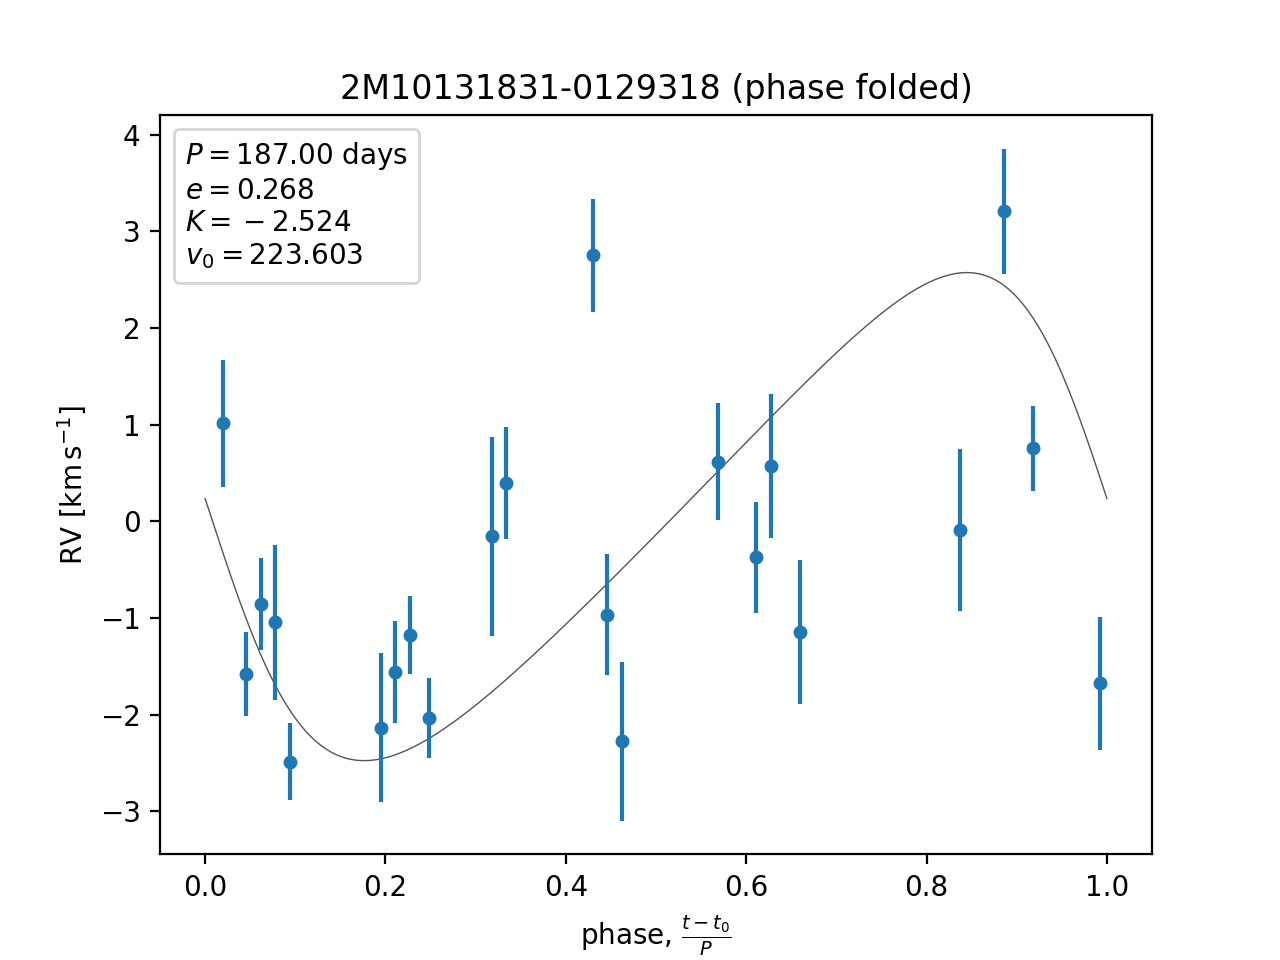 2M10131831-0129318 (phase folded)
P = 187.00 days
e = 0.268
K = −2.524
v₀ = 223.603
4
3
2
1
0
−1
−2
−3
RV [km s⁻¹]
0.0 0.2 0.4 0.6 0.8 1.0
phase, (t − t₀)/P